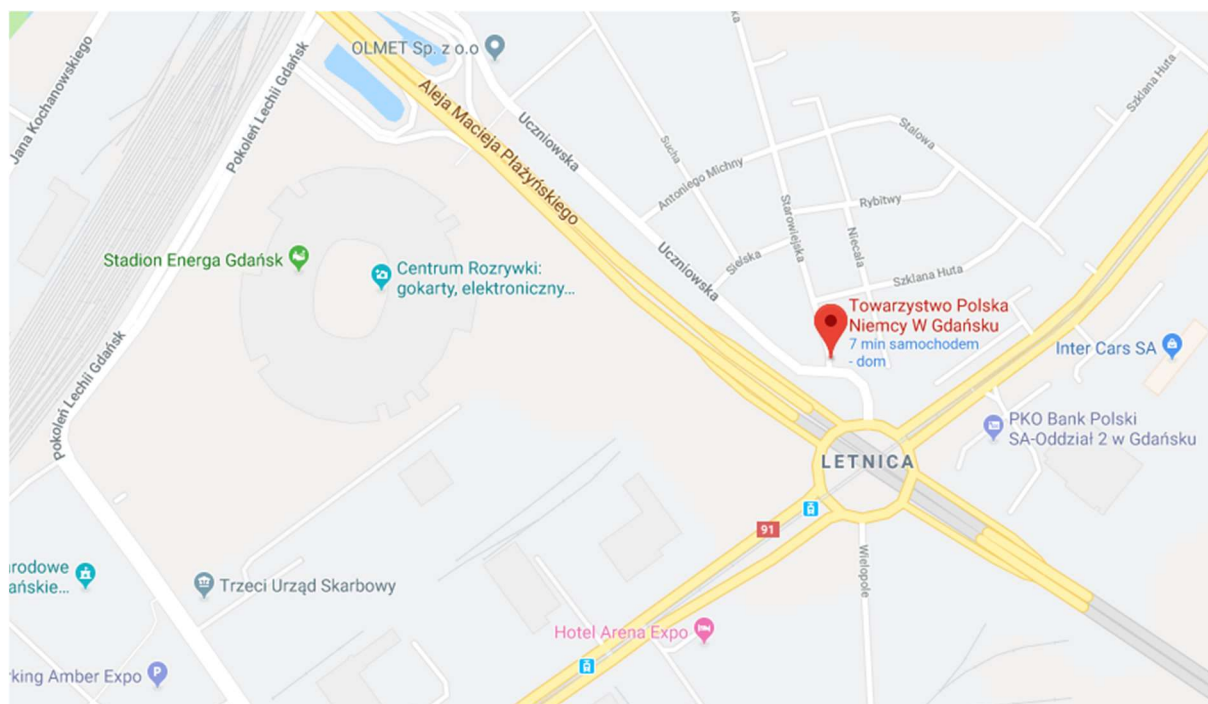 OLMET Sp. z o.o
Szklana Huta
Jana Kochanowskiego
Pokoleń Lechii Gdańsk
Aleja Macieja Płażyńskiego
Uczniowska
Sucha
Stalowa
Antoniego Michny
Starowiejska
Rybitwy
Niecała
Stadion Energa Gdańsk
Centrum Rozrywki:
gokarty, elektroniczny...
Uczniowska
Sielska
Szklana Huta
Towarzystwo Polska
Niemcy W Gdańsku
7 min samochodem
- dom
Inter Cars SA
Pokoleń Lechii Gdańsk
PKO Bank Polski
SA-Oddział 2 w Gdańsku
LETNICA
91
Wielopole
arodowe
ańskie...
Trzeci Urząd Skarbowy
Hotel Arena Expo
rking Amber Expo
P